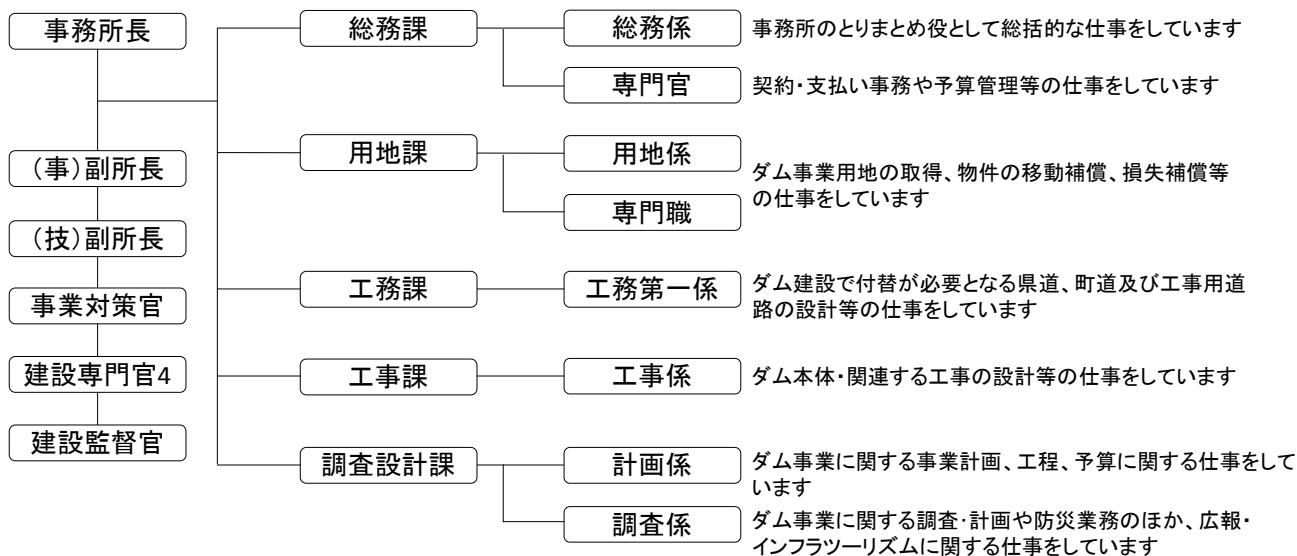 事務所長
(事)副所長
(技)副所長
事業対策官
建設専門官4
建設監督官
総務課
総務係
事務所のとりまとめ役として総括的な仕事をしています
専門官
契約・支払い事務や予算管理等の仕事をしています
用地課
用地係
専門職
ダム事業用地の取得、物件の移動補償、損失補償等
の仕事をしています
工務課
工務第一係
ダム建設で付替が必要となる県道、町道及び工事用道
路の設計等の仕事をしています
工事課
工事係
ダム本体・関連する工事の設計等の仕事をしています
調査設計課
計画係
ダム事業に関する事業計画、工程、予算に関する仕事をして
います
調査係
ダム事業に関する調査・計画や防災業務のほか、広報・
インフラツーリズムに関する仕事をしています